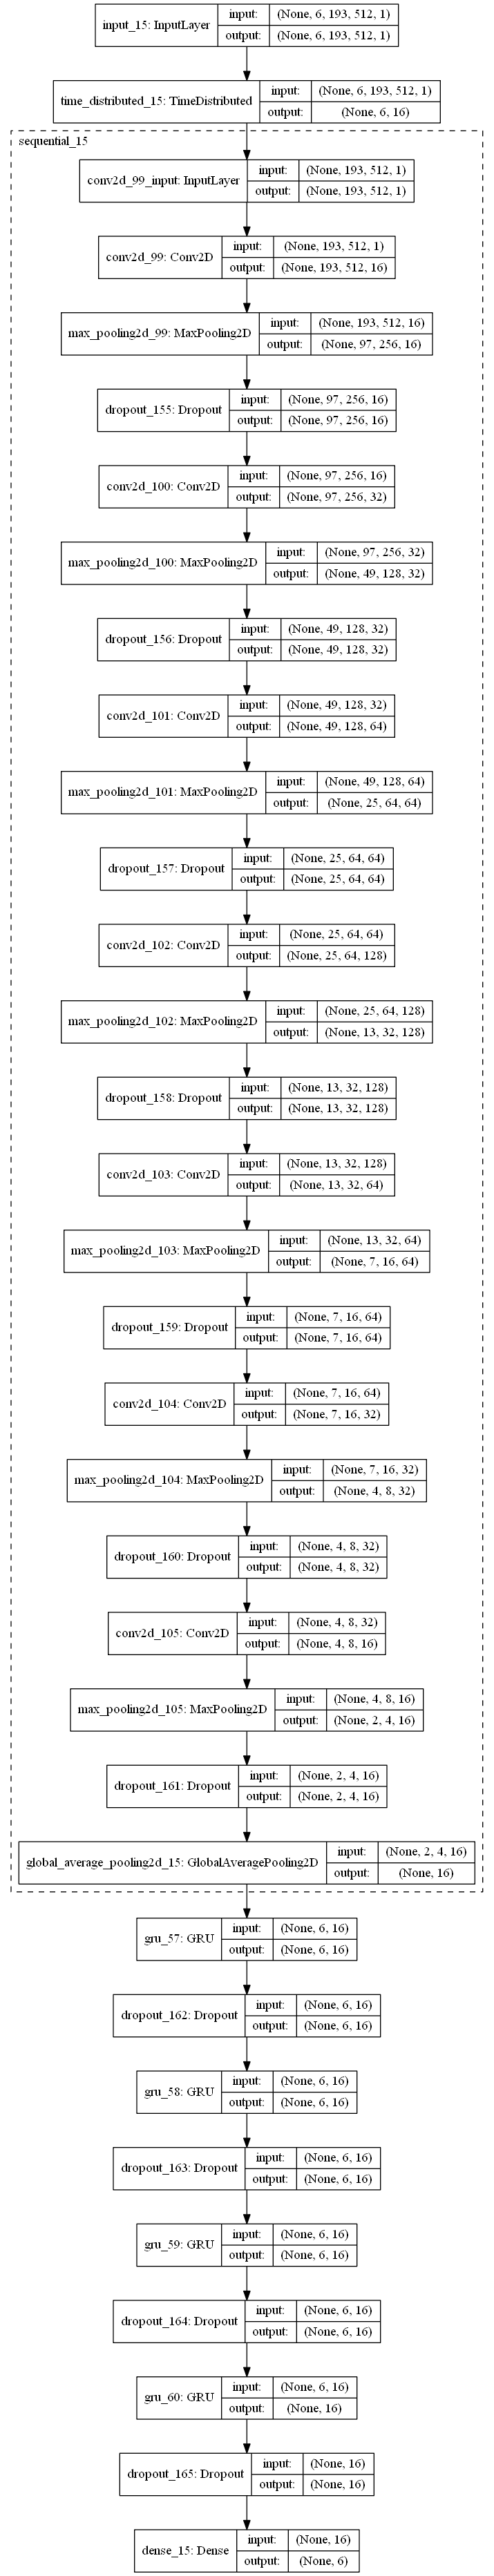 input_15: InputLayer
input: (None, 6, 193, 512, 1)
output: (None, 6, 193, 512, 1)
time_distributed_15: TimeDistributed
input: (None, 6, 193, 512, 1)
output: (None, 6, 16)
sequential_15
conv2d_99_input: InputLayer
input: (None, 193, 512, 1)
output: (None, 193, 512, 1)
conv2d_99: Conv2D
input: (None, 193, 512, 1)
output: (None, 193, 512, 16)
max_pooling2d_99: MaxPooling2D
input: (None, 193, 512, 16)
output: (None, 97, 256, 16)
dropout_155: Dropout
input: (None, 97, 256, 16)
output: (None, 97, 256, 16)
conv2d_100: Conv2D
input: (None, 97, 256, 16)
output: (None, 97, 256, 32)
max_pooling2d_100: MaxPooling2D
input: (None, 97, 256, 32)
output: (None, 49, 128, 32)
dropout_156: Dropout
input: (None, 49, 128, 32)
output: (None, 49, 128, 32)
conv2d_101: Conv2D
input: (None, 49, 128, 32)
output: (None, 49, 128, 64)
max_pooling2d_101: MaxPooling2D
input: (None, 49, 128, 64)
output: (None, 25, 64, 64)
dropout_157: Dropout
input: (None, 25, 64, 64)
output: (None, 25, 64, 64)
conv2d_102: Conv2D
input: (None, 25, 64, 64)
output: (None, 25, 64, 128)
max_pooling2d_102: MaxPooling2D
input: (None, 25, 64, 128)
output: (None, 13, 32, 128)
dropout_158: Dropout
input: (None, 13, 32, 128)
output: (None, 13, 32, 128)
conv2d_103: Conv2D
input: (None, 13, 32, 128)
output: (None, 13, 32, 64)
max_pooling2d_103: MaxPooling2D
input: (None, 13, 32, 64)
output: (None, 7, 16, 64)
dropout_159: Dropout
input: (None, 7, 16, 64)
output: (None, 7, 16, 64)
conv2d_104: Conv2D
input: (None, 7, 16, 64)
output: (None, 7, 16, 32)
max_pooling2d_104: MaxPooling2D
input: (None, 7, 16, 32)
output: (None, 4, 8, 32)
dropout_160: Dropout
input: (None, 4, 8, 32)
output: (None, 4, 8, 32)
conv2d_105: Conv2D
input: (None, 4, 8, 32)
output: (None, 4, 8, 16)
max_pooling2d_105: MaxPooling2D
input: (None, 4, 8, 16)
output: (None, 2, 4, 16)
dropout_161: Dropout
input: (None, 2, 4, 16)
output: (None, 2, 4, 16)
global_average_pooling2d_15: GlobalAveragePooling2D
input: (None, 2, 4, 16)
output: (None, 16)
gru_57: GRU
input: (None, 6, 16)
output: (None, 6, 16)
dropout_162: Dropout
input: (None, 6, 16)
output: (None, 6, 16)
gru_58: GRU
input: (None, 6, 16)
output: (None, 6, 16)
dropout_163: Dropout
input: (None, 6, 16)
output: (None, 6, 16)
gru_59: GRU
input: (None, 6, 16)
output: (None, 6, 16)
dropout_164: Dropout
input: (None, 6, 16)
output: (None, 6, 16)
gru_60: GRU
input: (None, 6, 16)
output: (None, 16)
dropout_165: Dropout
input: (None, 16)
output: (None, 16)
dense_15: Dense
input: (None, 16)
output: (None, 6)